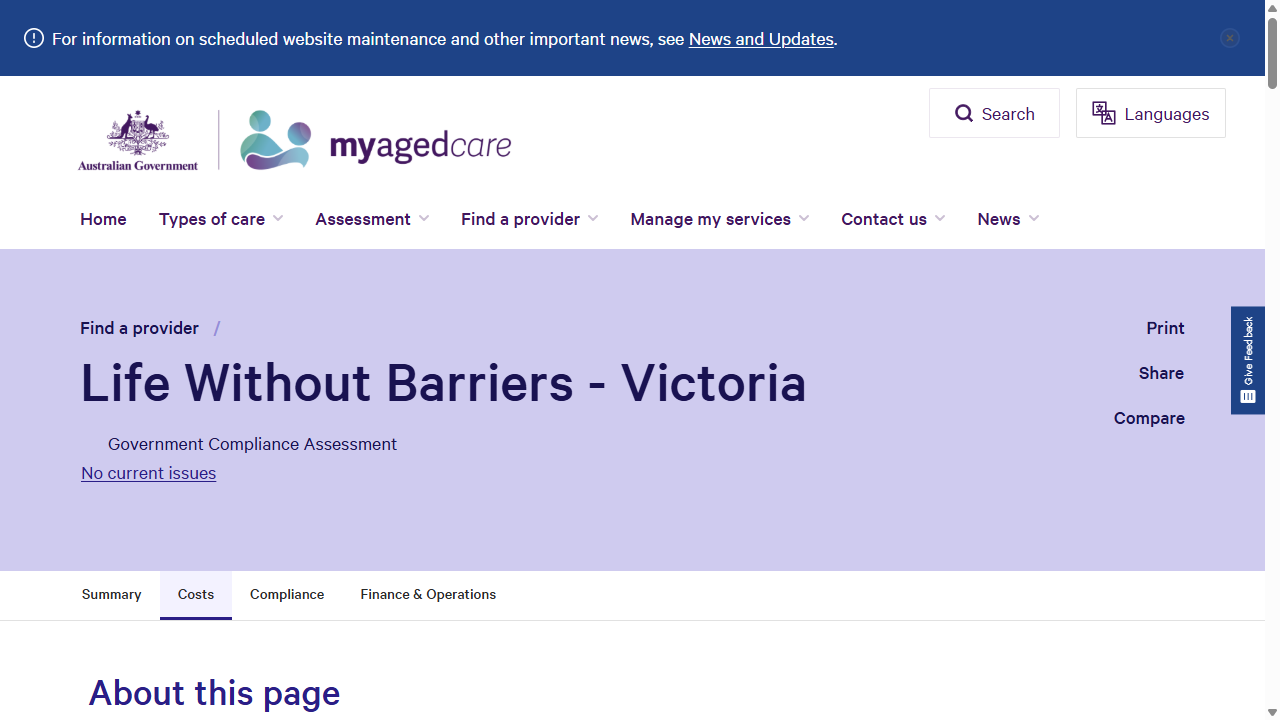 For information on scheduled website maintenance and other important news, see News and Updates.
Search
Languages
Australian Government
myagedcare
Home
Types of care
Assessment
Find a provider
Manage my services
Contact us
News
Find a provider /
Print
Life Without Barriers - Victoria
Share
Compare
Government Compliance Assessment
No current issues
Give Feedback
Summary
Costs
Compliance
Finance & Operations
About this page